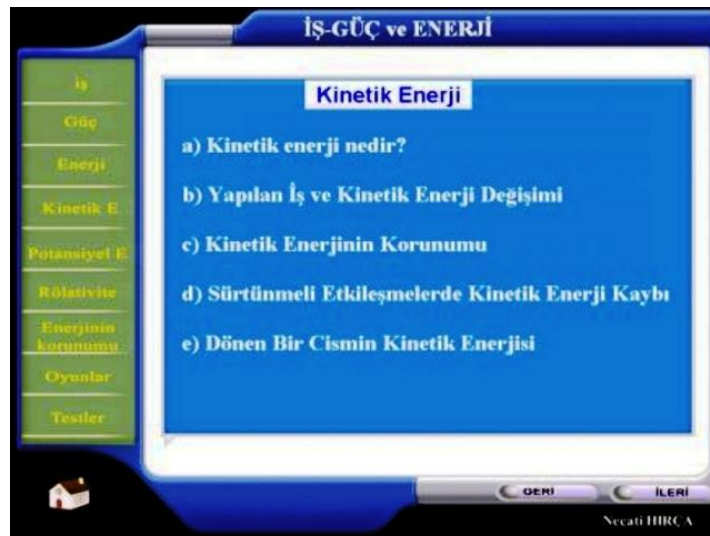 İŞ-GÜÇ ve ENERJİ
İş
Güç
Enerji
Kinetik E
Potansiyel E
Rölativite
Enerjinin
korunumu
Oyunlar
Testler
Kinetik Enerji
a) Kinetik enerji nedir?
b) Yapılan İş ve Kinetik Enerji Değişimi
c) Kinetik Enerjinin Korunumu
d) Sürtünmeli Etkileşmelerde Kinetik Enerji Kaybı
e) Dönen Bir Cismin Kinetik Enerjisi
GERİ
İLERİ
Necati HIRÇA